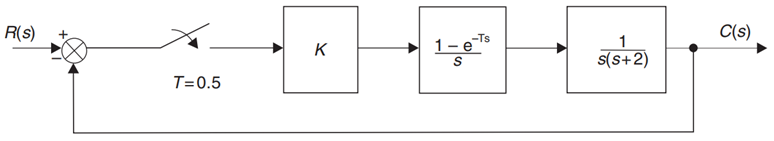 R(s)
+
−
T=0.5
K
1 − e−Ts
s
1
s(s+2)
C(s)